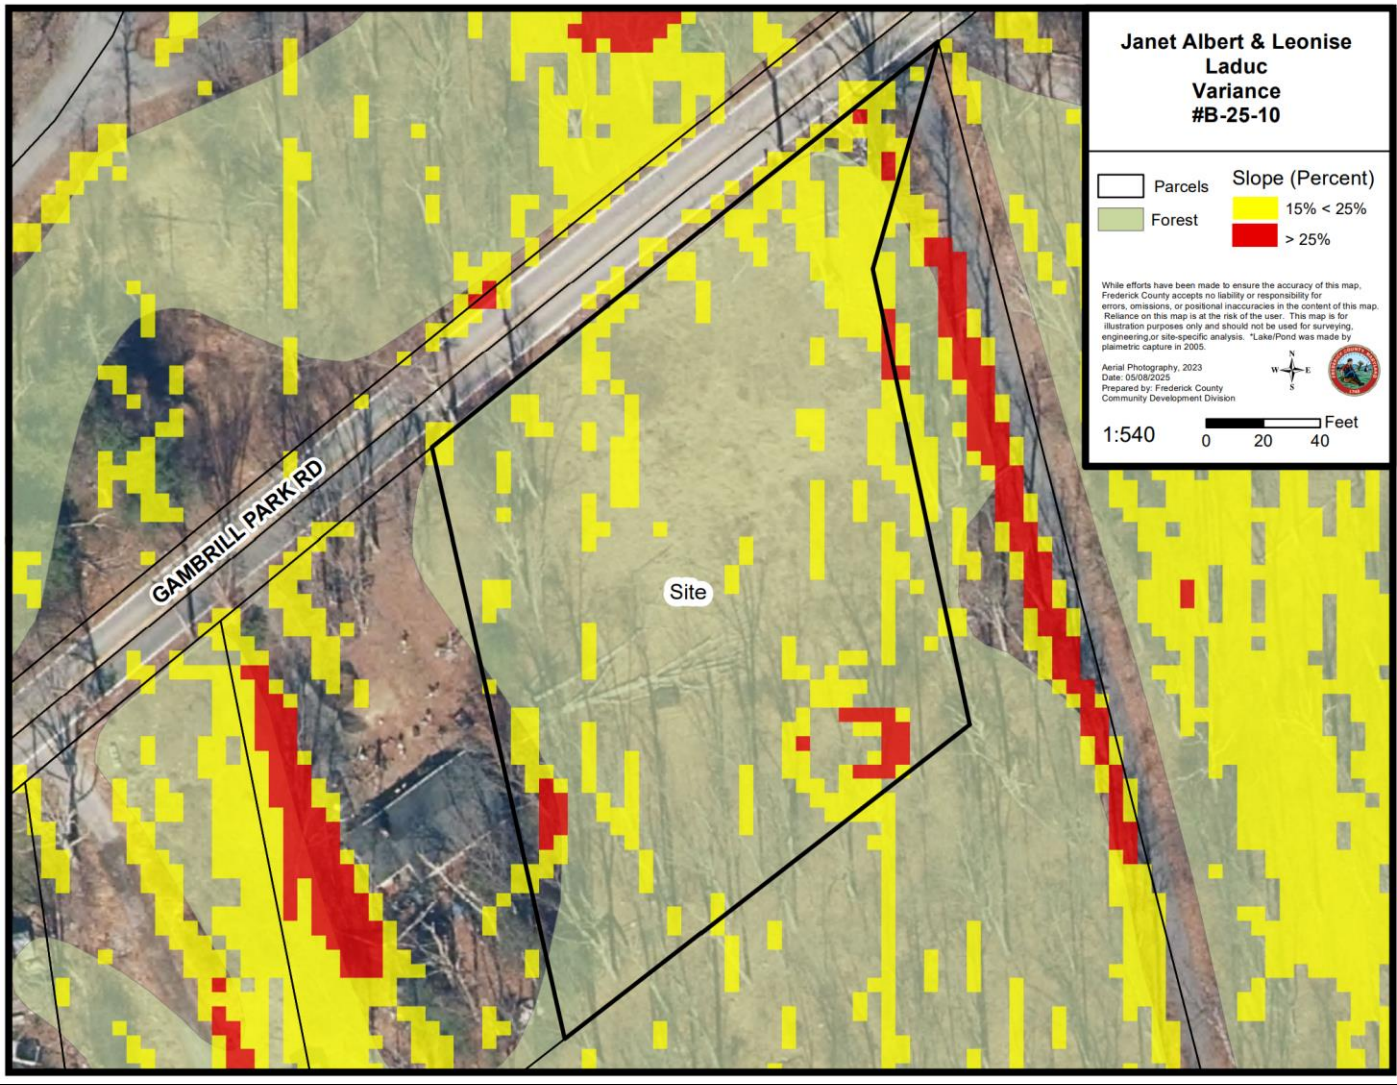 Janet Albert & Leonise
Laduc
Variance
#B-25-10
Parcels
Forest
Slope (Percent)
15% < 25%
> 25%
While efforts have been made to ensure the accuracy of this map,
Frederick County accepts no liability or responsibility for
errors, omissions, or positional inaccuracies in the content of this map.
Reliance on this map is at the risk of the user. This map is for
illustration purposes only and should not be used for surveying,
engineering,or site-specific analysis. *Lake/Pond was made by
plaimetric capture in 2005.
Aerial Photography, 2023
Date: 05/08/2025
Prepared by: Frederick County
Community Development Division
N
W E
S
1:540
Feet
0 20 40
GAMBRILL PARK RD
Site